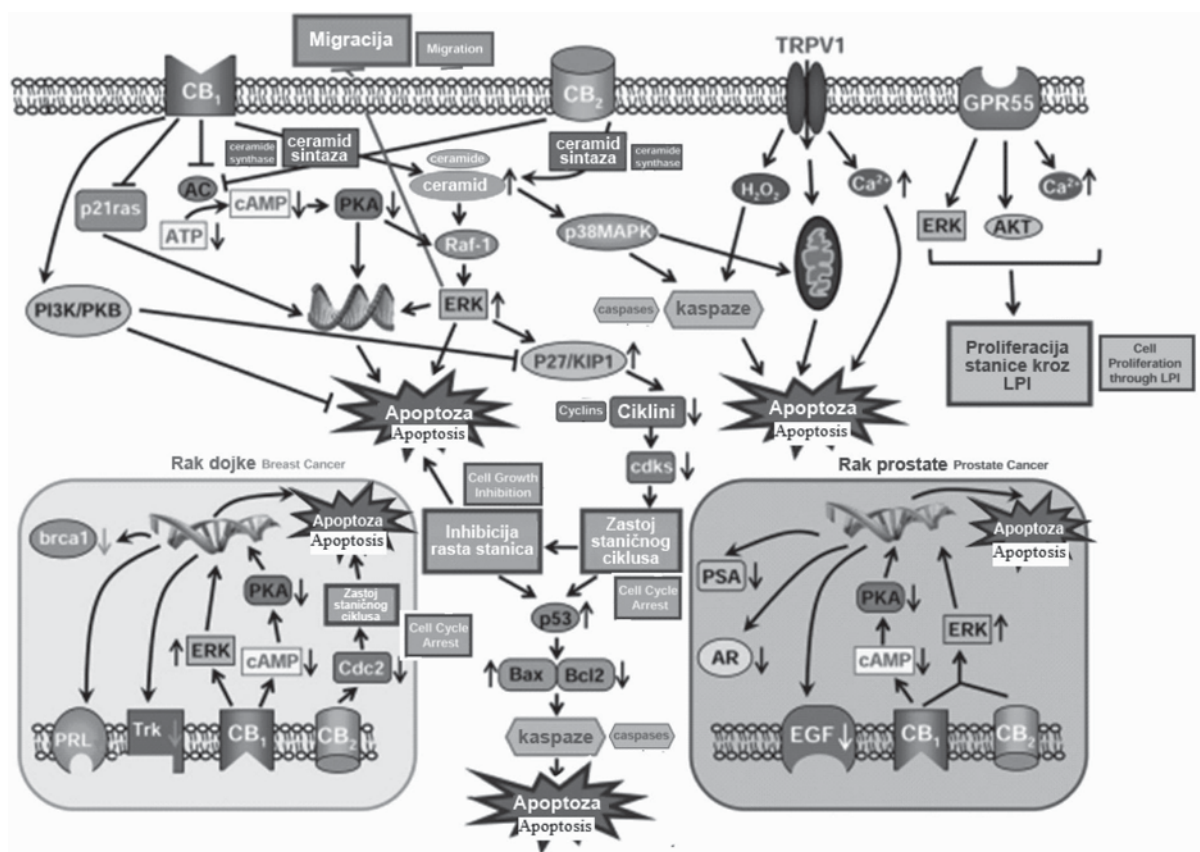 Migracija
Migration
TRPV1
CB1
CB2
GPR55
ceramide
synthase
ceramid
sintaza
ceramid
sintaza
ceramide
synthase
ceramide
ceramid
AC
cAMP
PKA
p21ras
ATP
Raf-1
p38MAPK
H2O2
Ca2+
Ca2+
ERK
AKT
PI3K/PKB
ERK
caspases
kaspaze
P27/KIP1
Proliferacija
stanice kroz
LPI
Cell
Proliferation
through LPI
Apoptoza
Apoptosis
Cyclins
Ciklini
Apoptoza
Apoptosis
cdks
Rak dojke Breast Cancer
Cell Growth
Inhibition
Rak prostate Prostate Cancer
brca1
Apoptoza
Apoptosis
Inhibicija
rasta stanica
Zastoj
staničnog
ciklusa
Apoptoza
Apoptosis
PKA
Zastoj
staničnog
ciklusa
Cell Cycle
Arrest
Cell Cycle
Arrest
PSA
PKA
ERK
cAMP
Cdc2
p53
AR
cAMP
ERK
Bax
Bcl2
PRL
Trk
CB1
CB2
kaspaze
caspases
EGF
CB1
CB2
Apoptoza
Apoptosis